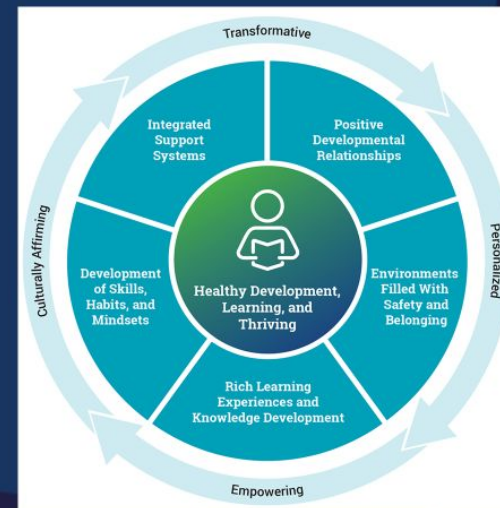 Transformative
Integrated
Support
Systems
Positive
Developmental
Relationships
Culturally Affirming
Personalized
Development
of Skills,
Habits, and
Mindsets
Healthy Development,
Learning, and
Thriving
Environments
Filled With
Safety and
Belonging
Rich Learning
Experiences and
Knowledge Development
Empowering